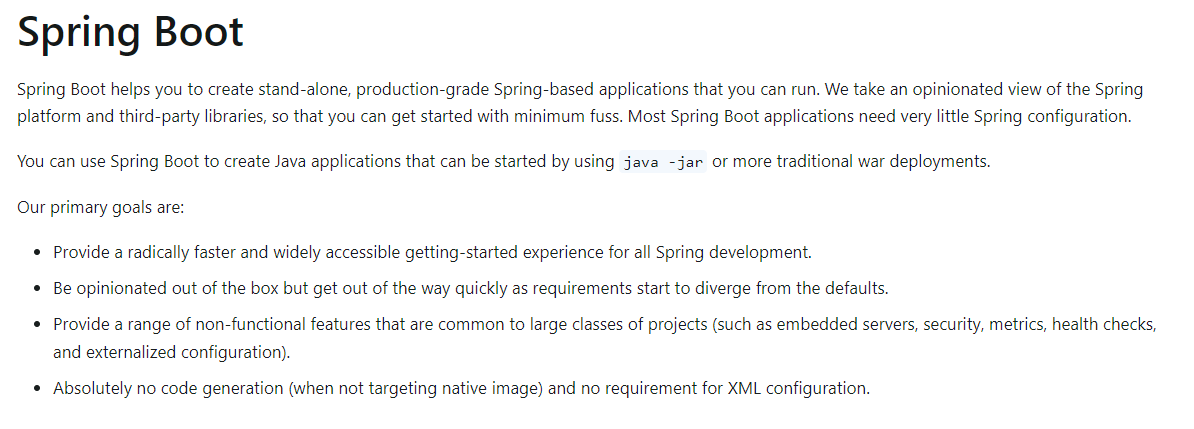 Spring Boot
Spring Boot helps you to create stand-alone, production-grade Spring-based applications that you can run. We take an opinionated view of the Spring
platform and third-party libraries, so that you can get started with minimum fuss. Most Spring Boot applications need very little Spring configuration.
You can use Spring Boot to create Java applications that can be started by using java -jar or more traditional war deployments.
Our primary goals are:
• Provide a radically faster and widely accessible getting-started experience for all Spring development.
• Be opinionated out of the box but get out of the way quickly as requirements start to diverge from the defaults.
• Provide a range of non-functional features that are common to large classes of projects (such as embedded servers, security, metrics, health checks,
and externalized configuration).
• Absolutely no code generation (when not targeting native image) and no requirement for XML configuration.